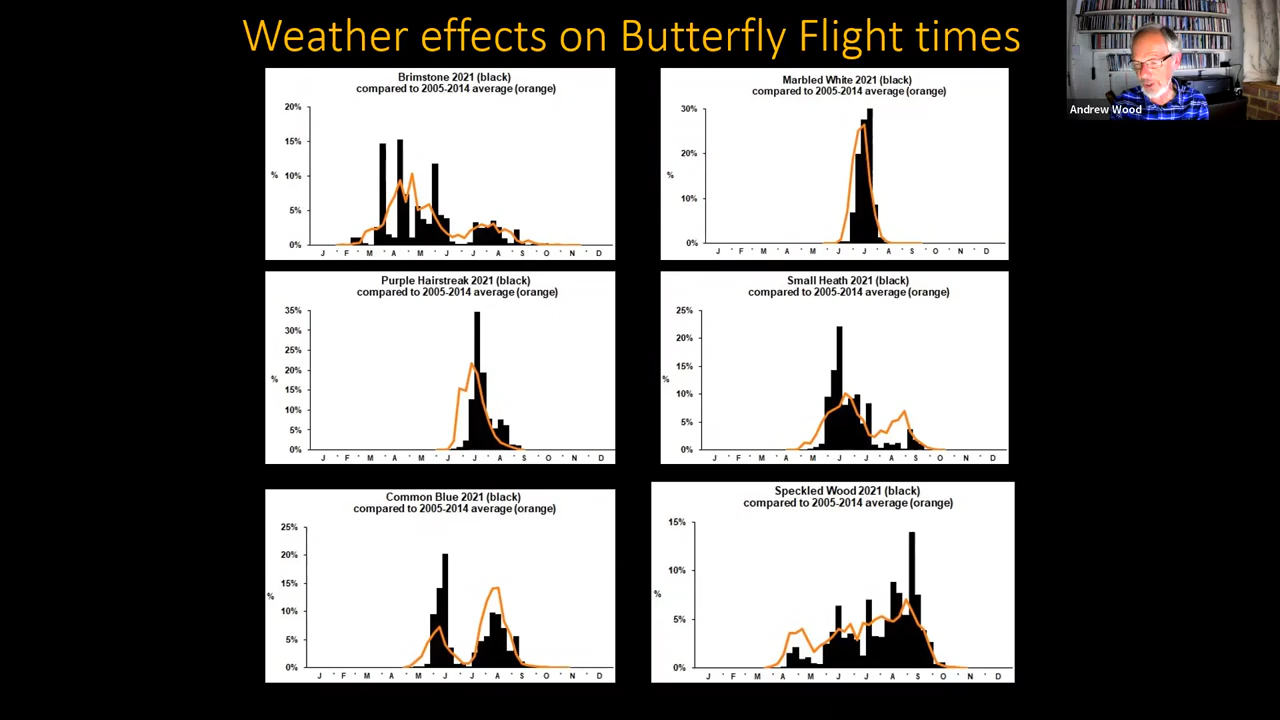 Weather effects on Butterfly Flight times
Andrew Wood
Brimstone 2021 (black)
compared to 2005-2014 average (orange)
20%
15%
10%
5%
0%
%
J ' F ' M ' A ' M ' J ' J ' A ' S ' O ' N ' D
Marbled White 2021 (black)
compared to 2005-2014 average (orange)
30%
20%
10%
0%
%
J ' F ' M ' A ' M ' J ' J ' A ' S ' O ' N ' D
Purple Hairstreak 2021 (black)
compared to 2005-2014 average (orange)
35%
30%
25%
20%
15%
10%
5%
0%
%
J ' F ' M ' A ' M ' J ' J ' A ' S ' O ' N ' D
Small Heath 2021 (black)
compared to 2005-2014 average (orange)
25%
20%
15%
10%
5%
0%
%
J ' F ' M ' A ' M ' J ' J ' A ' S ' O ' N ' D
Common Blue 2021 (black)
compared to 2005-2014 average (orange)
25%
20%
15%
10%
5%
0%
%
J ' F ' M ' A ' M ' J ' J ' A ' S ' O ' N ' D
Speckled Wood 2021 (black)
compared to 2005-2014 average (orange)
15%
10%
5%
0%
%
J ' F ' M ' A ' M ' J ' J ' A ' S ' O ' N ' D